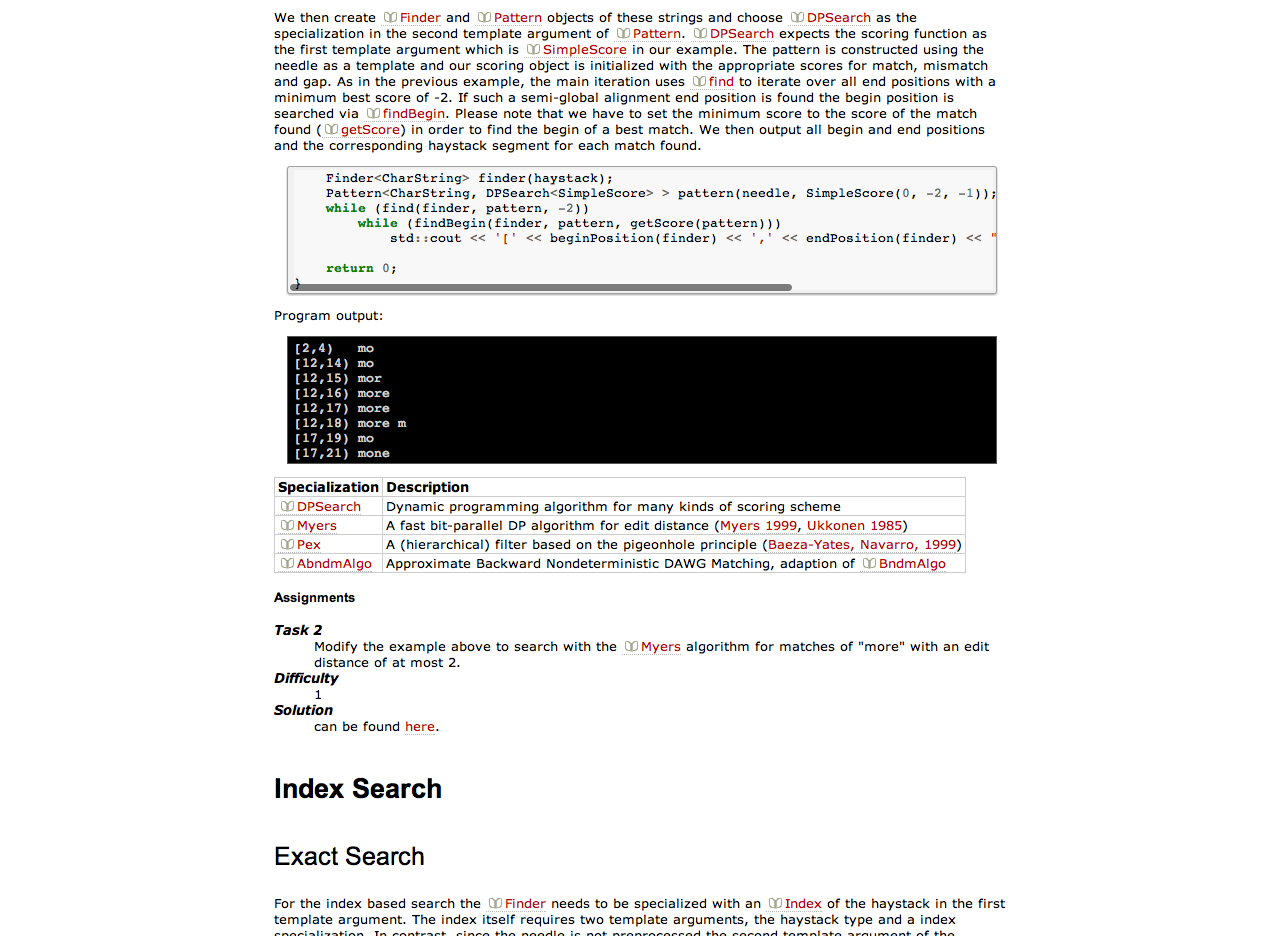 We then create Finder and Pattern objects of these strings and choose DPSearch as the
specialization in the second template argument of Pattern. DPSearch expects the scoring function as
the first template argument which is SimpleScore in our example. The pattern is constructed using the
needle as a template and our scoring object is initialized with the appropriate scores for match, mismatch
and gap. As in the previous example, the main iteration uses find to iterate over all end positions with a
minimum best score of -2. If such a semi-global alignment end position is found the begin position is
searched via findBegin. Please note that we have to set the minimum score to the score of the match
found (getScore) in order to find the begin of a best match. We then output all begin and end positions
and the corresponding haystack segment for each match found.
Finder<CharString> finder(haystack);
Pattern<CharString, DPSearch<SimpleScore> > pattern(needle, SimpleScore(0, -2, -1));
while (find(finder, pattern, -2))
while (findBegin(finder, pattern, getScore(pattern)))
std::cout << '[' << beginPosition(finder) << ',' << endPosition(finder) << "
return 0;
}
Program output:
[2,4)   mo
[12,14) mo
[12,15) mor
[12,16) more
[12,17) more
[12,18) more m
[17,19) mo
[17,21) mone
Specialization Description
DPSearch Dynamic programming algorithm for many kinds of scoring scheme
Myers A fast bit-parallel DP algorithm for edit distance (Myers 1999, Ukkonen 1985)
Pex A (hierarchical) filter based on the pigeonhole principle (Baeza-Yates, Navarro, 1999)
AbndmAlgo Approximate Backward Nondeterministic DAWG Matching, adaption of BndmAlgo
Assignments
Task 2
Modify the example above to search with the Myers algorithm for matches of "more" with an edit
distance of at most 2.
Difficulty
1
Solution
can be found here.
Index Search
Exact Search
For the index based search the Finder needs to be specialized with an Index of the haystack in the first
template argument. The index itself requires two template arguments, the haystack type and a index
specialization. In contrast, since the needle is not preprocessed the second template argument of the